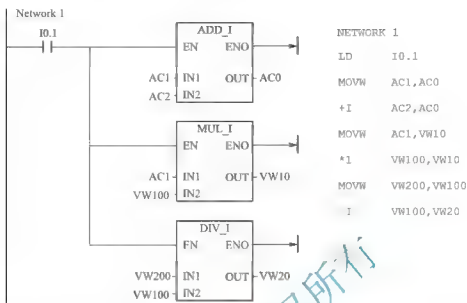 Network 1
I0.1
ADD_I
EN ENO
AC1 IN1 OUT AC0
AC2 IN2
MUL_I
EN ENO
AC1 IN1 OUT VW10
VW100 IN2
DIV_I
EN ENO
VW200 IN1 OUT VW20
VW100 IN2
NETWORK 1
LD I0.1
MOVW AC1,AC0
+I AC2,AC0
MOVW AC1,VW10
*I VW100,VW10
MOVW VW200,VW100
I VW100,VW20
所行